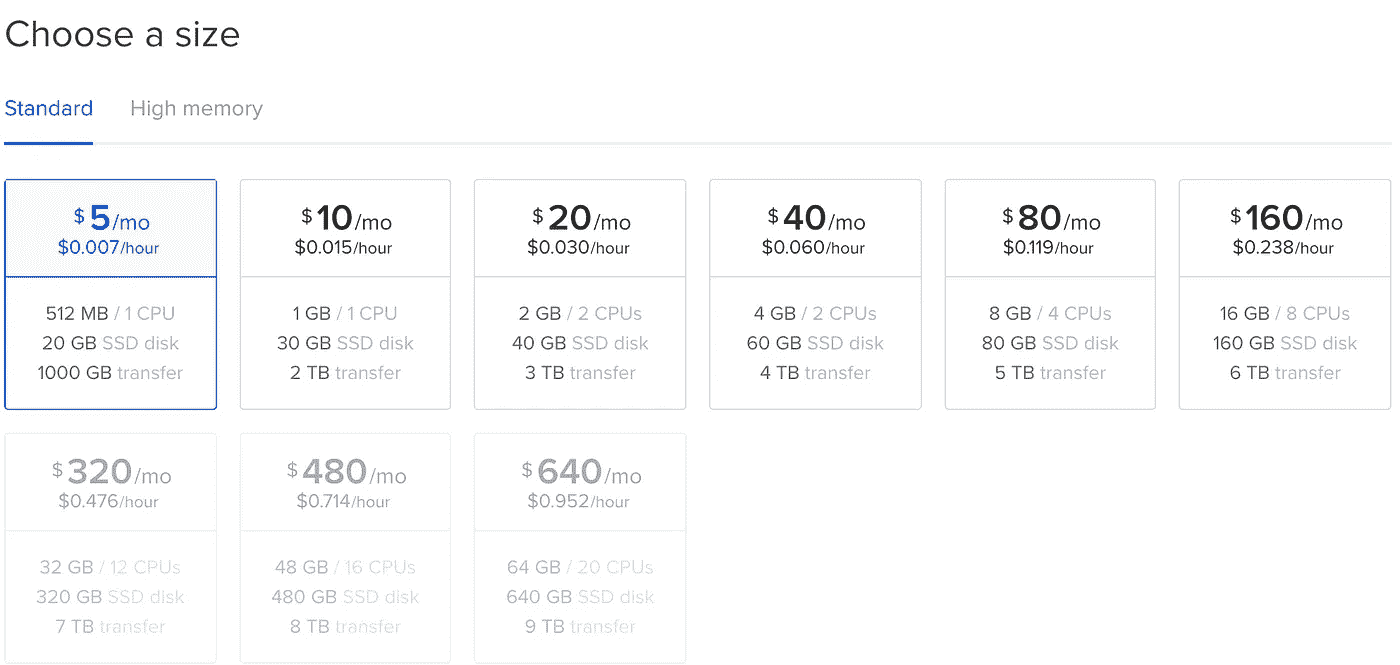 Choose a size
Standard High memory
$5/mo
$0.007/hour
512 MB / 1 CPU
20 GB SSD disk
1000 GB transfer
$10/mo
$0.015/hour
1 GB / 1 CPU
30 GB SSD disk
2 TB transfer
$20/mo
$0.030/hour
2 GB / 2 CPUs
40 GB SSD disk
3 TB transfer
$40/mo
$0.060/hour
4 GB / 2 CPUs
60 GB SSD disk
4 TB transfer
$80/mo
$0.119/hour
8 GB / 4 CPUs
80 GB SSD disk
5 TB transfer
$160/mo
$0.238/hour
16 GB / 8 CPUs
160 GB SSD disk
6 TB transfer
$320/mo
$0.476/hour
32 GB / 12 CPUs
320 GB SSD disk
7 TB transfer
$480/mo
$0.714/hour
48 GB / 16 CPUs
480 GB SSD disk
8 TB transfer
$640/mo
$0.952/hour
64 GB / 20 CPUs
640 GB SSD disk
9 TB transfer